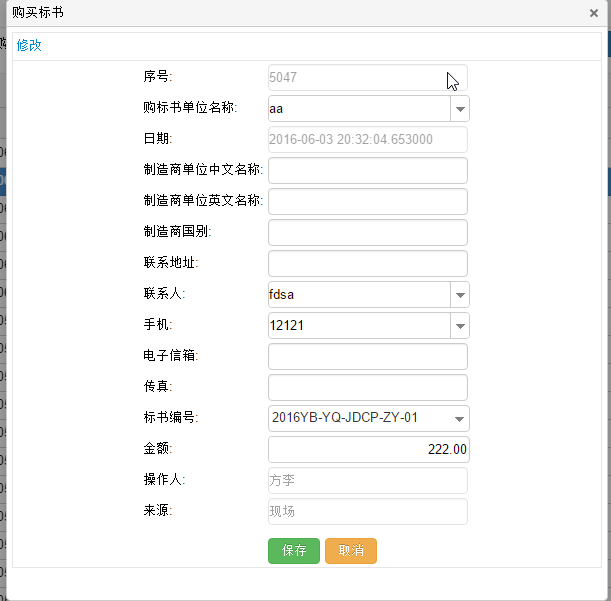 购买标书 ×
修改
序号: 5047
购标书单位名称: aa
日期: 2016-06-03 20:32:04.653000
制造商单位中文名称:
制造商单位英文名称:
制造商国别:
联系地址:
联系人: fdsa
手机: 12121
电子信箱:
传真:
标书编号: 2016YB-YQ-JDCP-ZY-01
金额: 222.00
操作人: 方李
来源: 现场
保存 取消